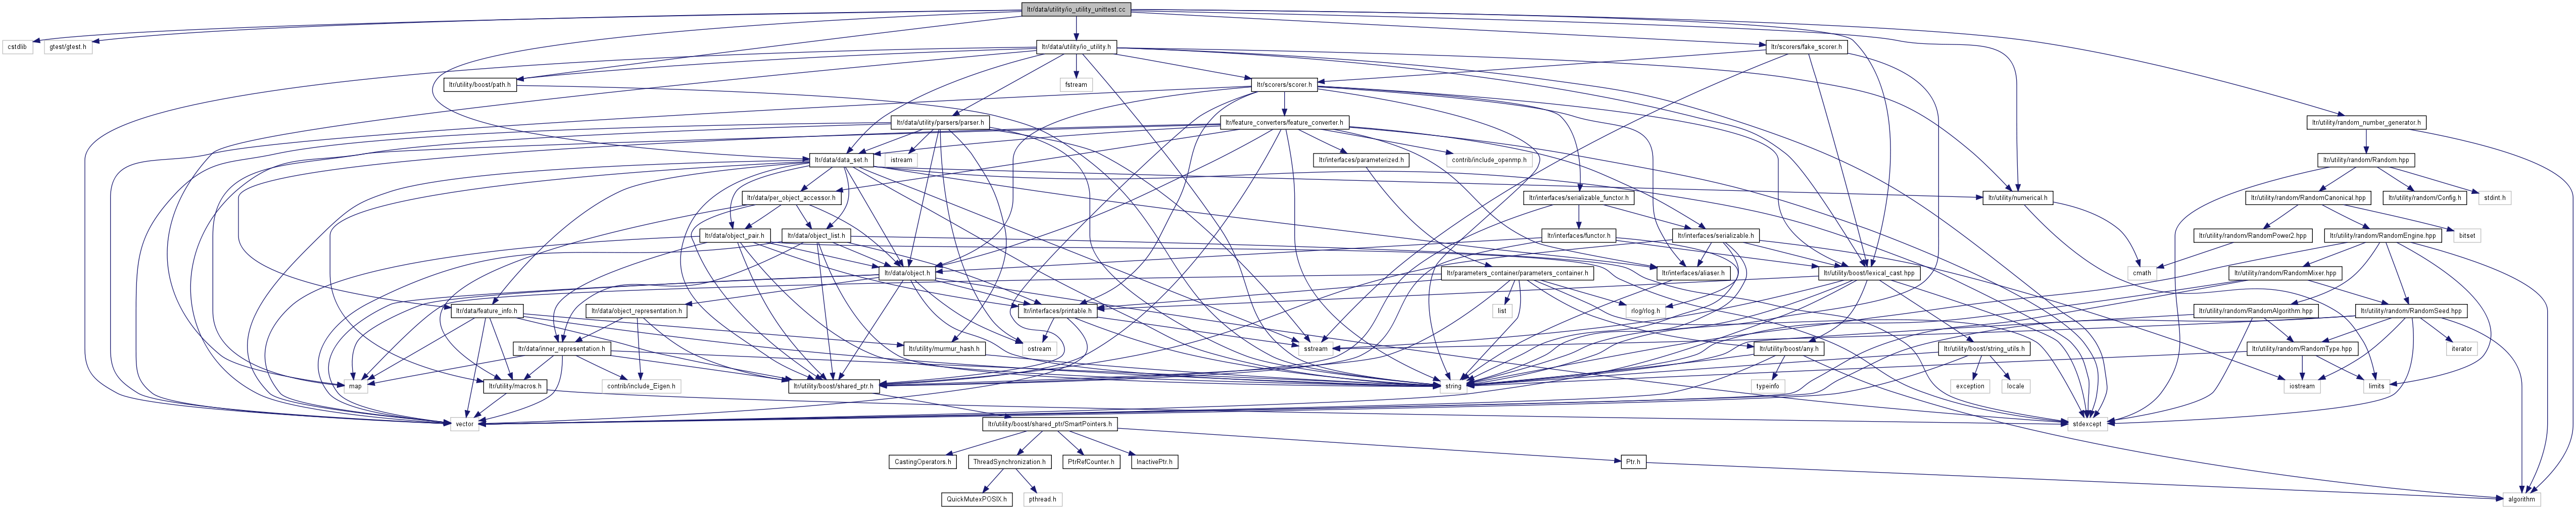 ltr/data/utility/io_utility_unittest.cc
cstdlib
gtest/gtest.h
ltr/data/utility/io_utility.h
ltr/scorers/fake_scorer.h
ltr/utility/boost/path.h
fstream
ltr/scorers/scorer.h
ltr/data/utility/parsers/parser.h
ltr/feature_converters/feature_converter.h
ltr/utility/random_number_generator.h
ltr/data/data_set.h
istream
ltr/interfaces/parameterized.h
contrib/include_openmp.h
ltr/utility/random/Random.hpp
ltr/data/per_object_accessor.h
ltr/interfaces/serializable_functor.h
ltr/utility/numerical.h
ltr/utility/random/RandomCanonical.hpp
ltr/utility/random/Config.h
stdint.h
ltr/data/object_pair.h
ltr/data/object_list.h
ltr/interfaces/functor.h
ltr/interfaces/serializable.h
ltr/utility/random/RandomPower2.hpp
ltr/utility/random/RandomEngine.hpp
bitset
ltr/data/object.h
ltr/parameters_container/parameters_container.h
ltr/interfaces/aliaser.h
ltr/utility/boost/lexical_cast.hpp
cmath
ltr/utility/random/RandomMixer.hpp
ltr/data/feature_info.h
ltr/data/object_representation.h
ltr/interfaces/printable.h
list
rlog/rlog.h
ltr/utility/random/RandomAlgorithm.hpp
ltr/utility/random/RandomSeed.hpp
ltr/data/inner_representation.h
ltr/utility/murmur_hash.h
ostream
sstream
ltr/utility/boost/any.h
ltr/utility/boost/string_utils.h
ltr/utility/random/RandomType.hpp
iterator
map
ltr/utility/macros.h
contrib/include_Eigen.h
ltr/utility/boost/shared_ptr.h
string
typeinfo
exception
locale
iostream
limits
vector
ltr/utility/boost/shared_ptr/SmartPointers.h
stdexcept
CastingOperators.h
ThreadSynchronization.h
PtrRefCounter.h
InactivePtr.h
Ptr.h
QuickMutexPOSIX.h
pthread.h
algorithm